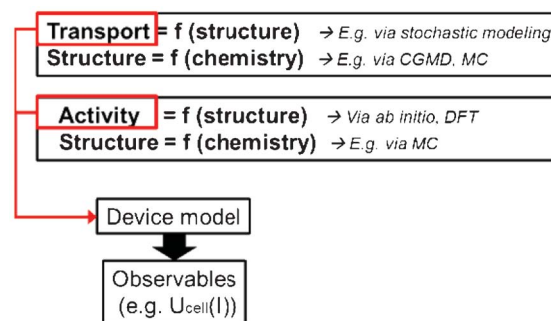 Transport = f (structure) → E.g. via stochastic modeling
Structure = f (chemistry) → E.g. via CGMD, MC
Activity = f (structure) → Via ab initio, DFT
Structure = f (chemistry) → E.g. via MC
Device model
Observables
(e.g. Ucell(I))